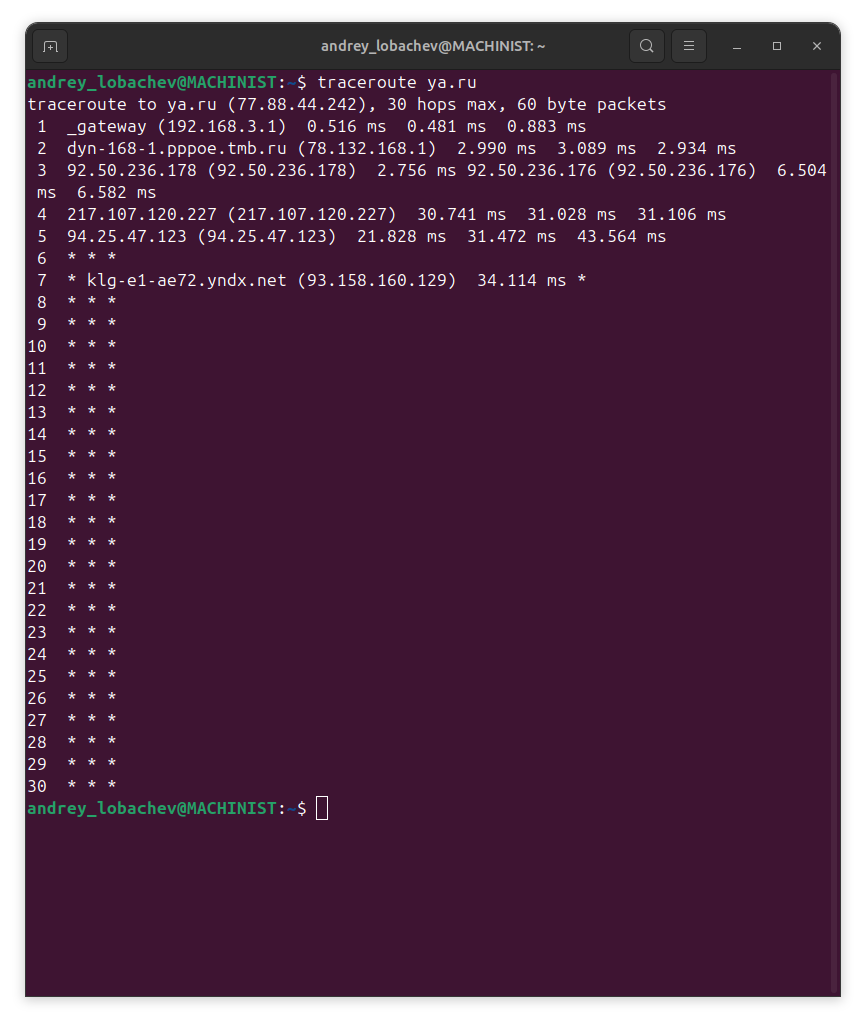 andrey_lobachev@MACHINIST: ~
andrey_lobachev@MACHINIST:~$ traceroute ya.ru
traceroute to ya.ru (77.88.44.242), 30 hops max, 60 byte packets
 1  _gateway (192.168.3.1)  0.516 ms  0.481 ms  0.883 ms
 2  dyn-168-1.pppoe.tmb.ru (78.132.168.1)  2.990 ms  3.089 ms  2.934 ms
 3  92.50.236.178 (92.50.236.178)  2.756 ms 92.50.236.176 (92.50.236.176)  6.504
 ms  6.582 ms
 4  217.107.120.227 (217.107.120.227)  30.741 ms  31.028 ms  31.106 ms
 5  94.25.47.123 (94.25.47.123)  21.828 ms  31.472 ms  43.564 ms
 6  * * *
 7  * klg-e1-ae72.yndx.net (93.158.160.129)  34.114 ms *
 8  * * *
 9  * * *
10  * * *
11  * * *
12  * * *
13  * * *
14  * * *
15  * * *
16  * * *
17  * * *
18  * * *
19  * * *
20  * * *
21  * * *
22  * * *
23  * * *
24  * * *
25  * * *
26  * * *
27  * * *
28  * * *
29  * * *
30  * * *
andrey_lobachev@MACHINIST:~$